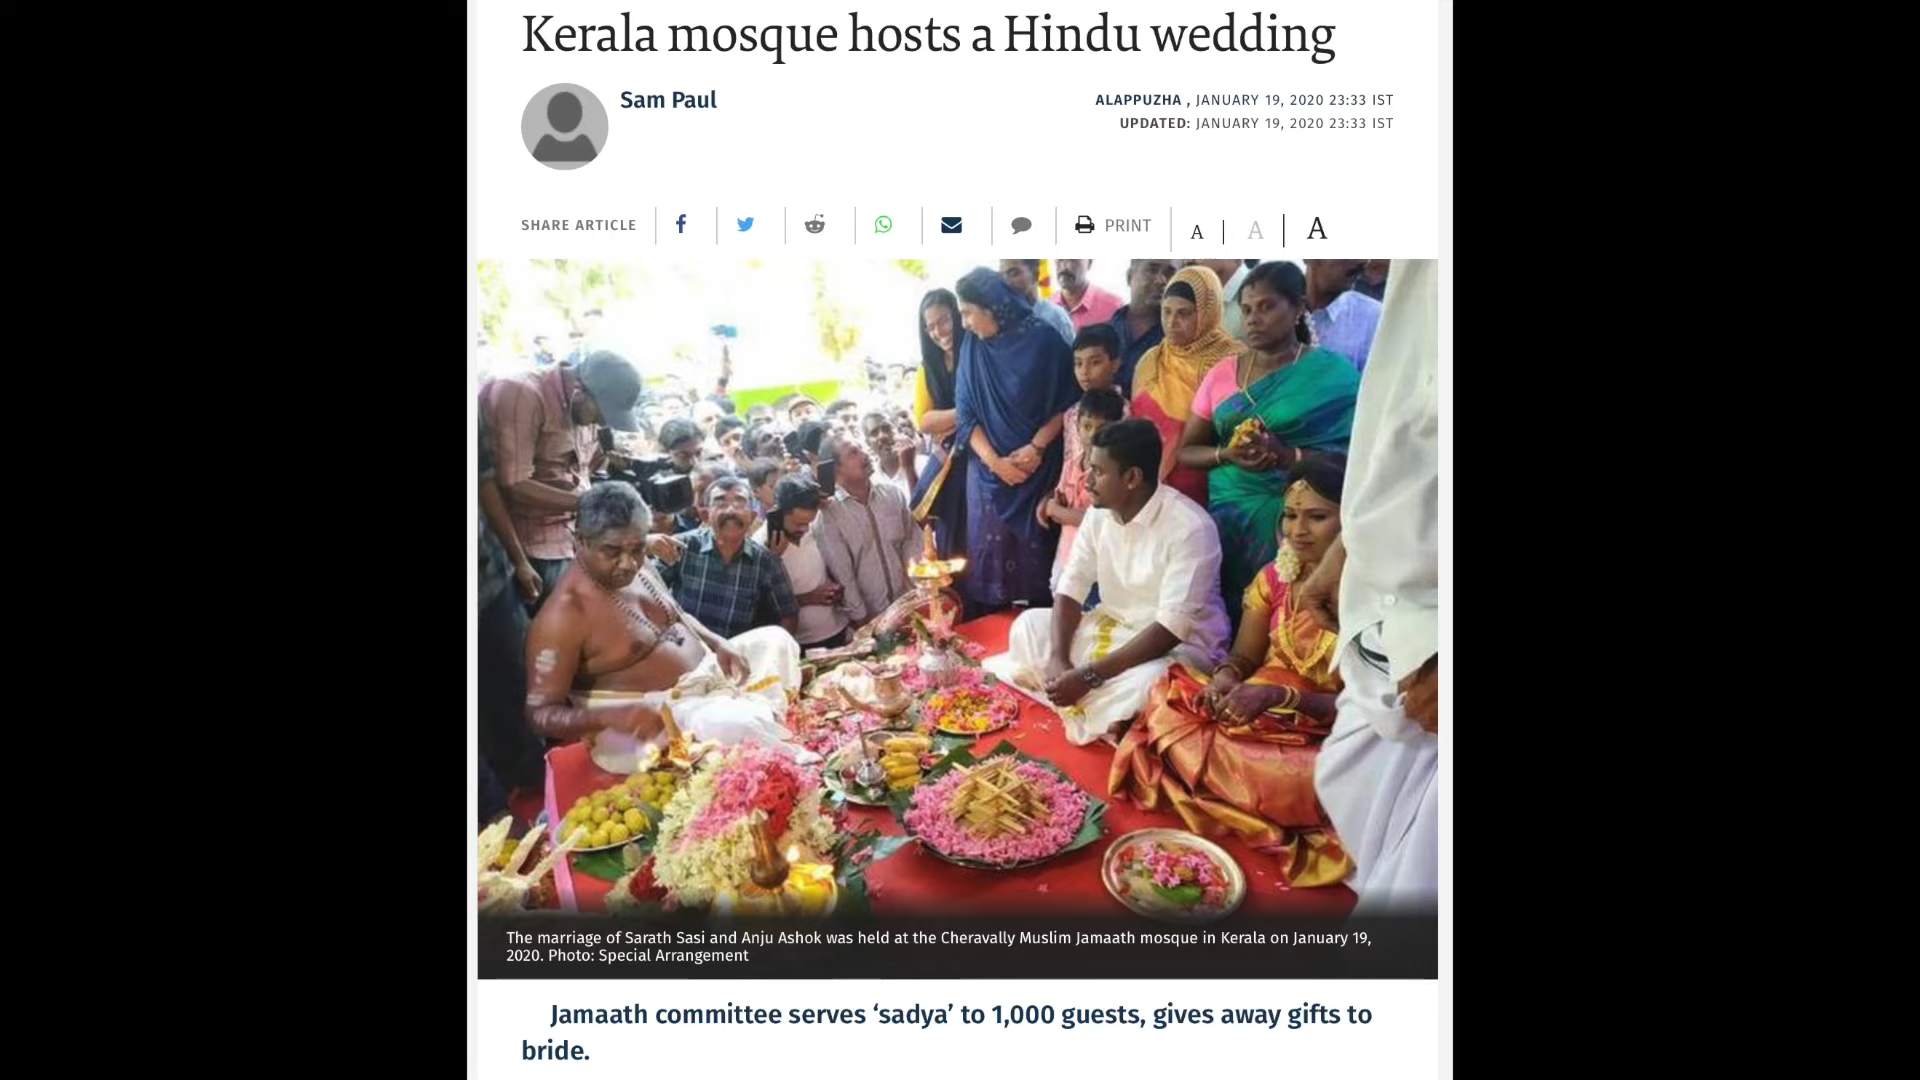 Kerala mosque hosts a Hindu wedding
Sam Paul
ALAPPUZHA , JANUARY 19, 2020 23:33 IST
UPDATED: JANUARY 19, 2020 23:33 IST
SHARE ARTICLE
PRINT
A | A | A
The marriage of Sarath Sasi and Anju Ashok was held at the Cheravally Muslim Jamaath mosque in Kerala on January 19,
2020. Photo: Special Arrangement
Jamaath committee serves ‘sadya’ to 1,000 guests, gives away gifts to
bride.